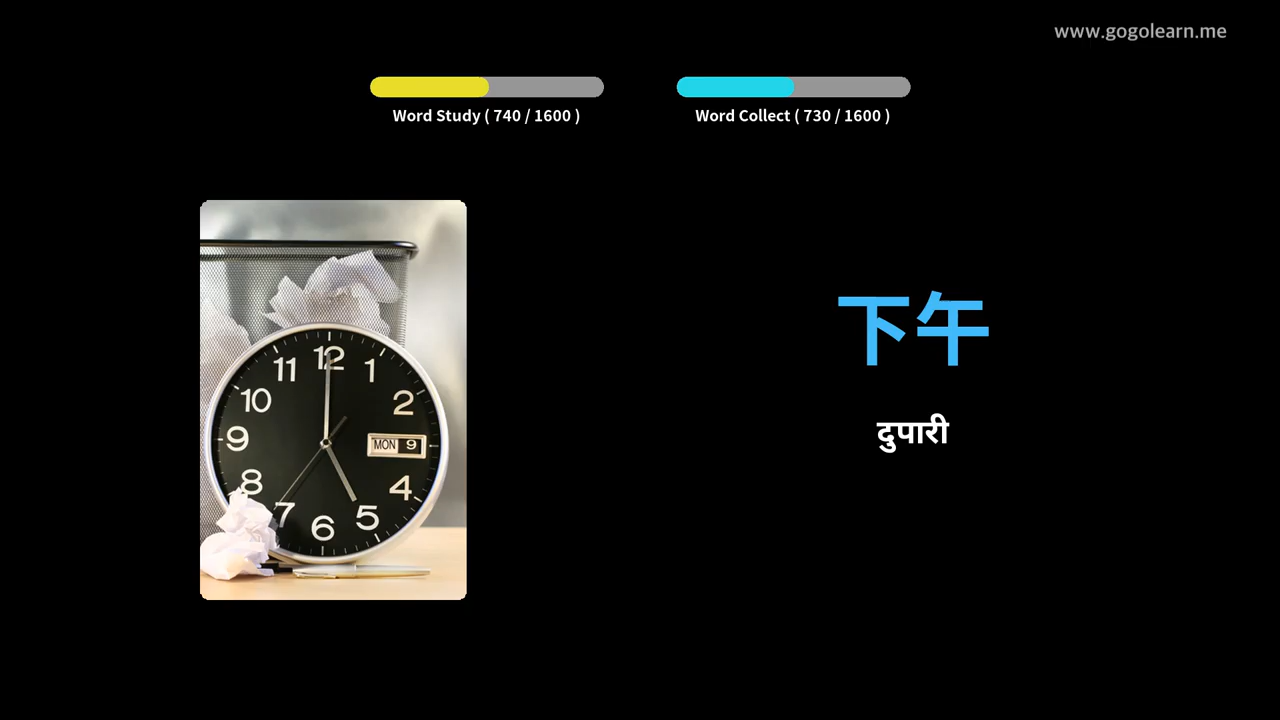 www.gogolearn.me
Word Study ( 740 / 1600 )
Word Collect ( 730 / 1600 )
12
11
1
10
2
9
MON 9
8
4
7
5
6
下午
दुपारी